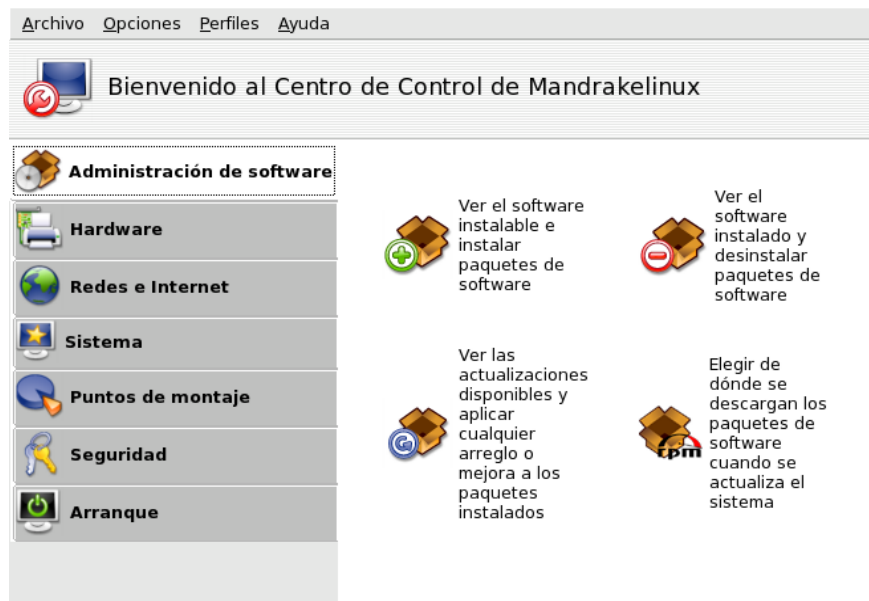 Archivo Opciones Perfiles Ayuda
Bienvenido al Centro de Control de Mandrakelinux
Administración de software
Hardware
Redes e Internet
Sistema
Puntos de montaje
Seguridad
Arranque
Ver el software
instalable e
instalar
paquetes de
software
Ver el
software
instalado y
desinstalar
paquetes de
software
Ver las
actualizaciones
disponibles y
aplicar
cualquier
arreglo o
mejora a los
paquetes
instalados
Elegir de
dónde se
descargan los
paquetes de
software
cuando se
actualiza el
sistema
rpm